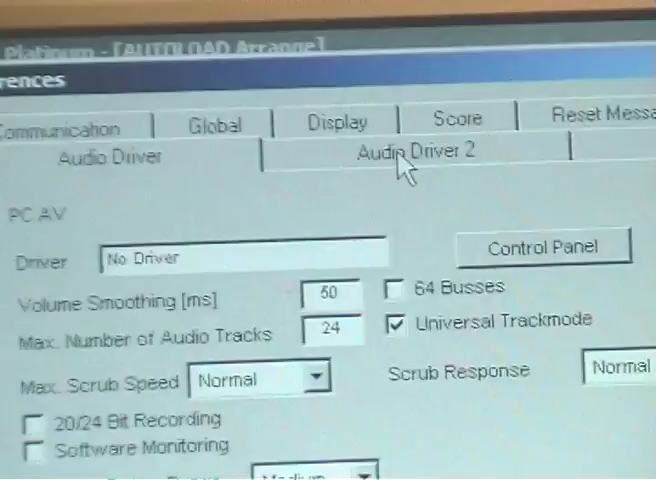 Platinum - [AUTOLOAD Arrange]
rences
Communication Global Display Score Reset Messa
Audio Driver Audio Driver 2
PC AV
Driver No Driver Control Panel
Volume Smoothing [ms] 50 64 Busses
Max. Number of Audio Tracks 24 Universal Trackmode
Max. Scrub Speed Normal Scrub Response Normal
20/24 Bit Recording
Software Monitoring
Medium